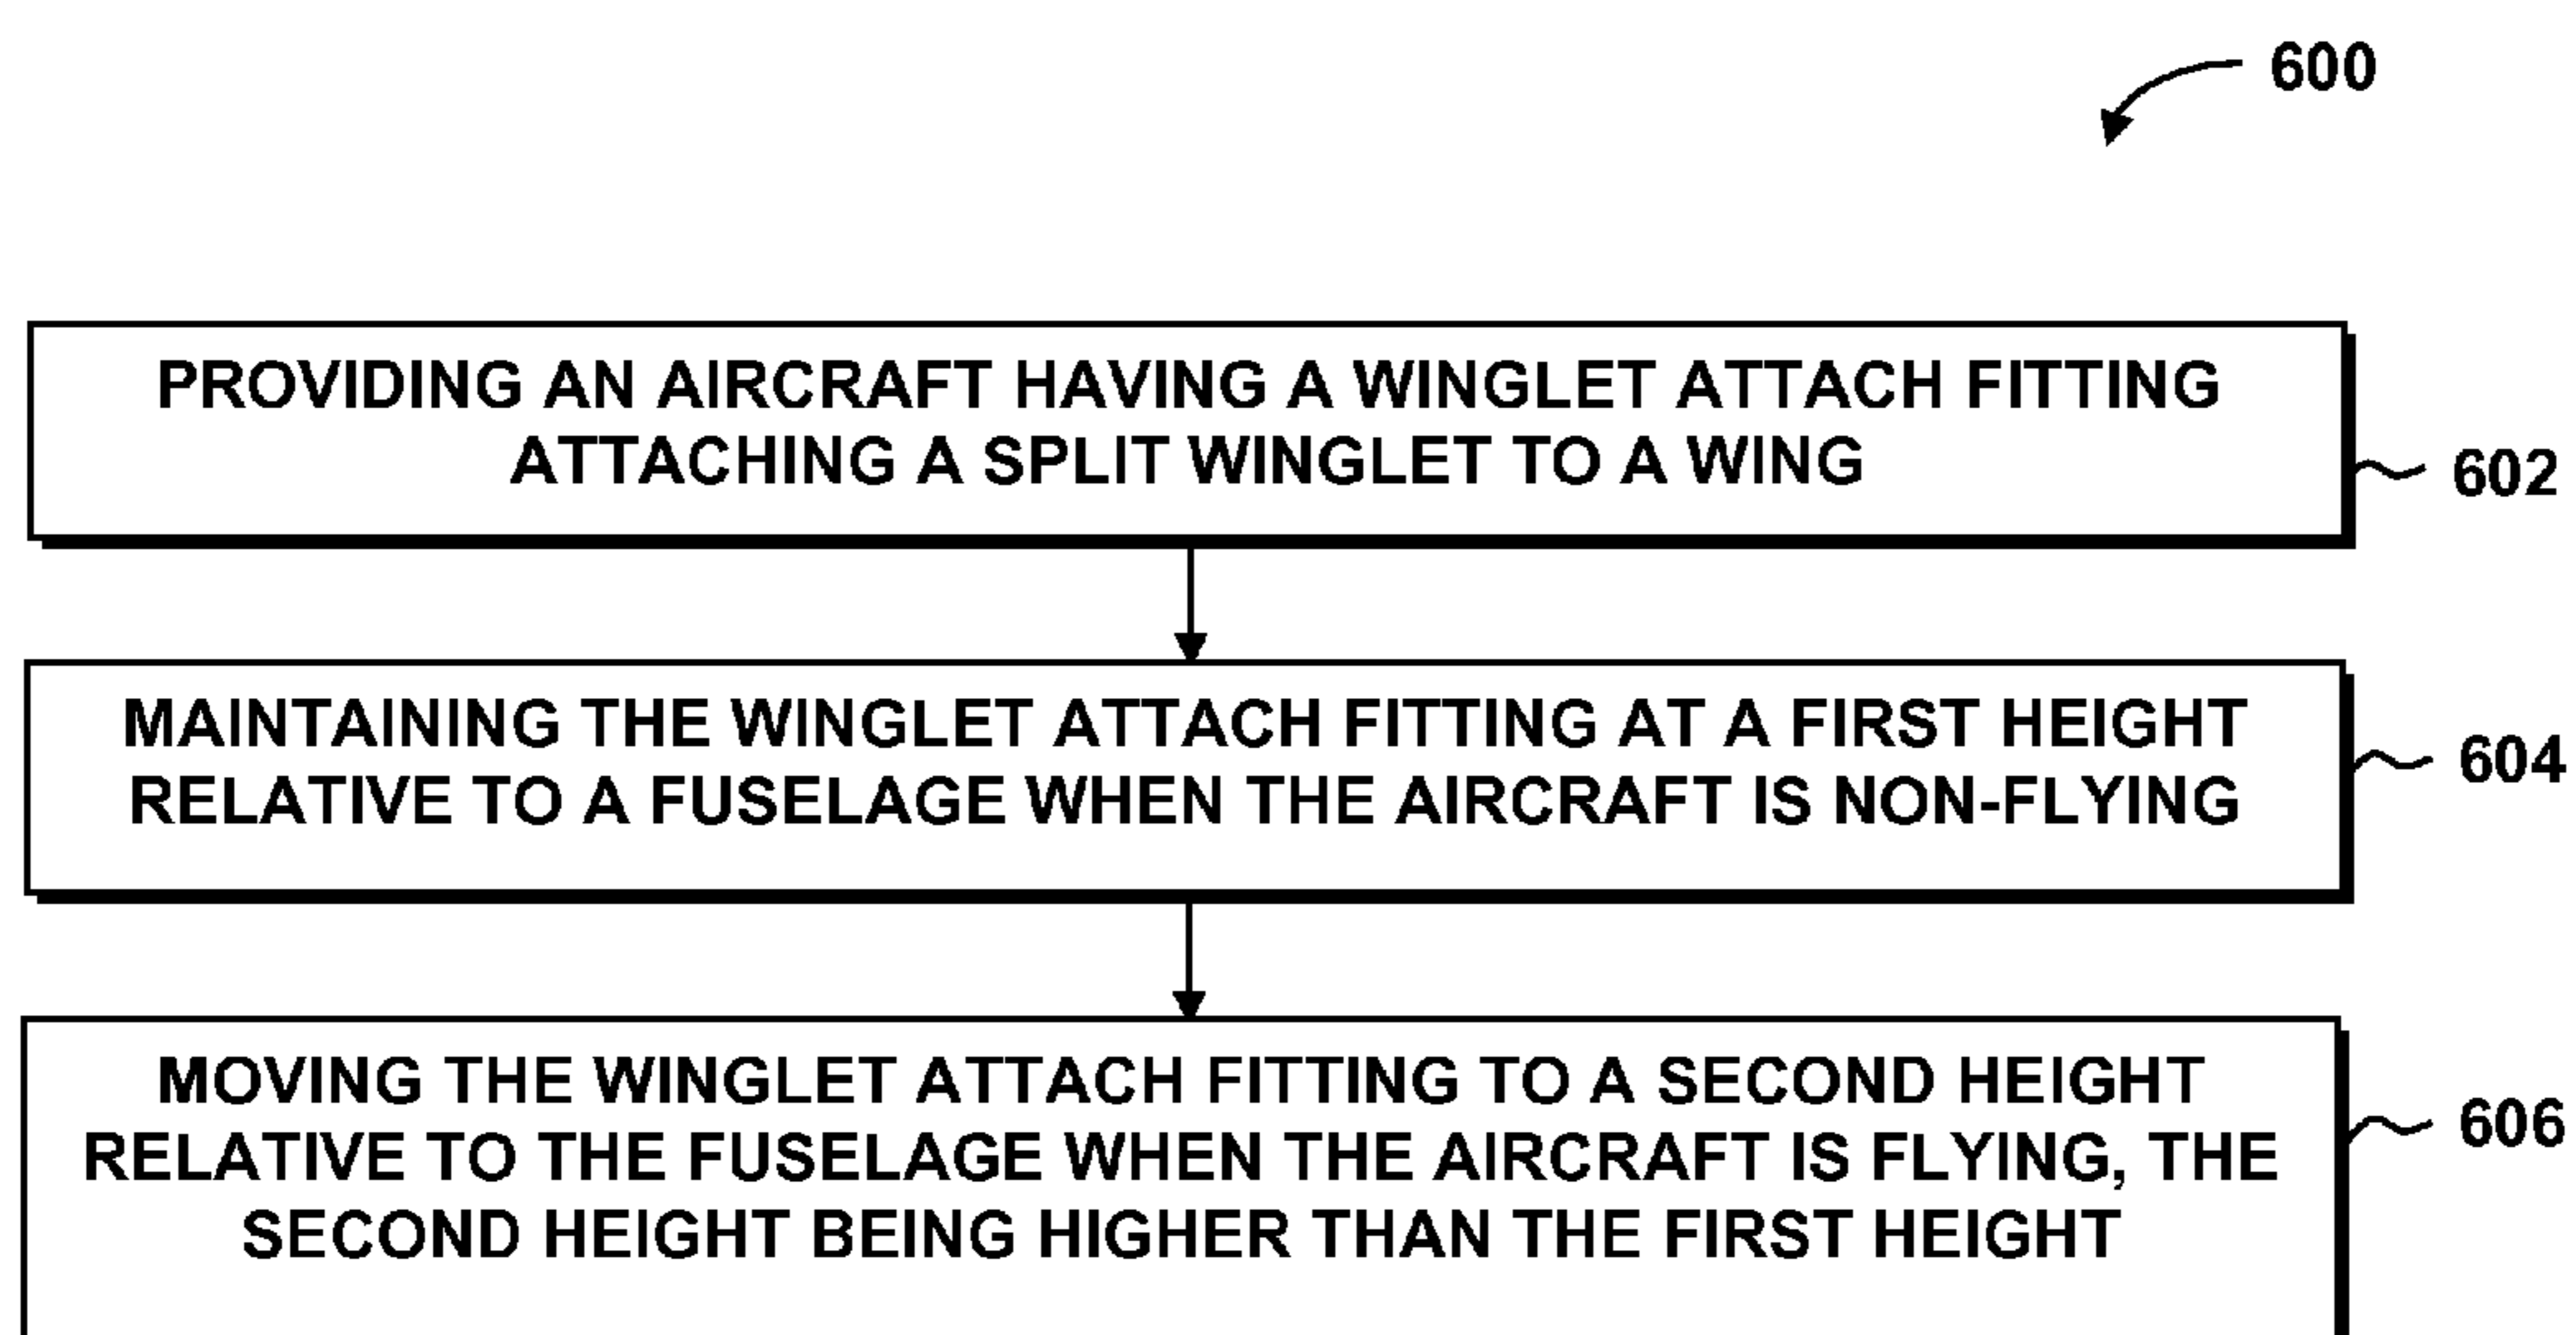 600
PROVIDING AN AIRCRAFT HAVING A WINGLET ATTACH FITTING
ATTACHING A SPLIT WINGLET TO A WING
602
MAINTAINING THE WINGLET ATTACH FITTING AT A FIRST HEIGHT
RELATIVE TO A FUSELAGE WHEN THE AIRCRAFT IS NON-FLYING
604
MOVING THE WINGLET ATTACH FITTING TO A SECOND HEIGHT
RELATIVE TO THE FUSELAGE WHEN THE AIRCRAFT IS FLYING, THE
SECOND HEIGHT BEING HIGHER THAN THE FIRST HEIGHT
606